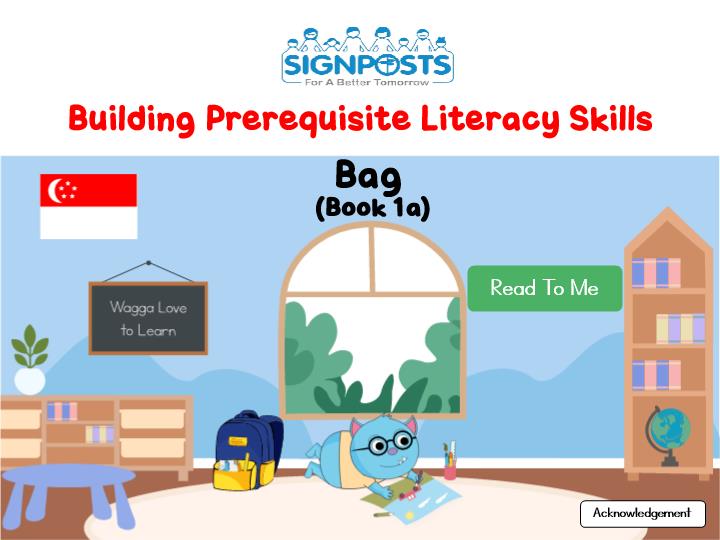 SIGNPOSTS
For A Better Tomorrow
Building Prerequisite Literacy Skills
Bag
(Book 1a)
Read To Me
Wagga Love
to Learn
Acknowledgement